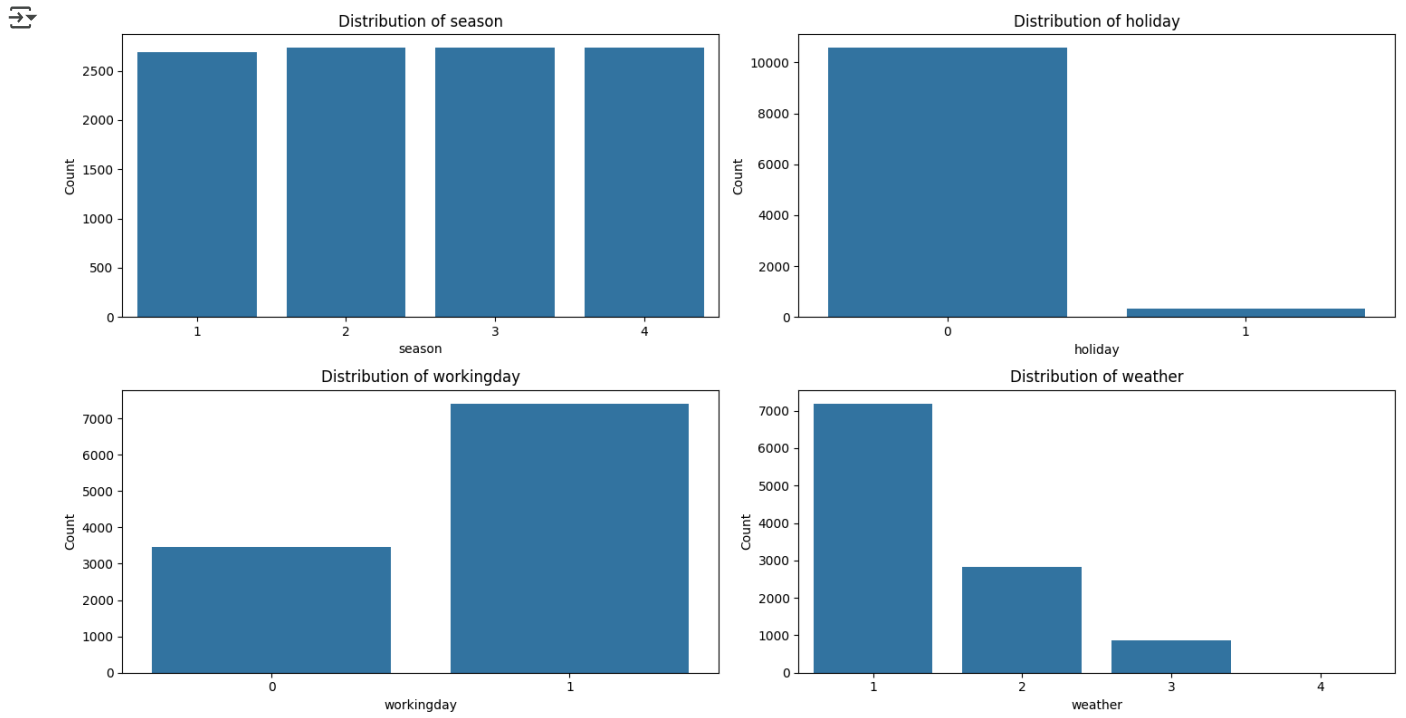 Distribution of season
Count
2500
2000
1500
1000
500
0
1 2 3 4
season
Distribution of holiday
Count
10000
8000
6000
4000
2000
0
0 1
holiday
Distribution of workingday
Count
7000
6000
5000
4000
3000
2000
1000
0
0 1
workingday
Distribution of weather
Count
7000
6000
5000
4000
3000
2000
1000
0
1 2 3 4
weather